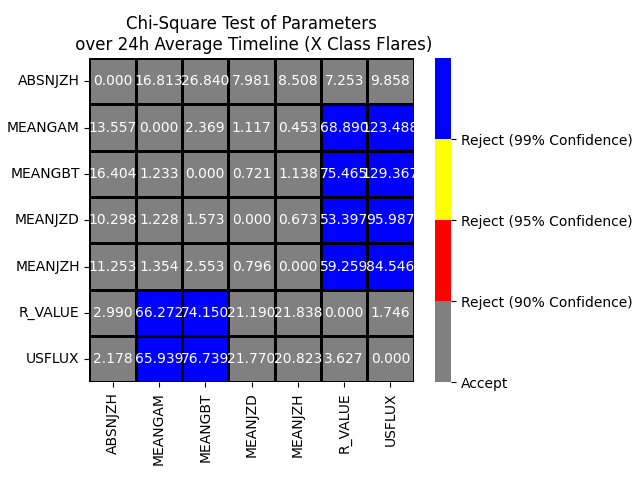 Chi-Square Test of Parameters
over 24h Average Timeline (X Class Flares)
ABSNJZH 0.000 16.813 26.840 7.981 8.508 7.253 9.858
MEANGAM 13.557 0.000 2.369 1.117 0.453 68.890 123.488
MEANGBT 16.404 1.233 0.000 0.721 1.138 75.465 129.367
MEANJZD 10.298 1.228 1.573 0.000 0.673 53.397 95.987
MEANJZH 11.253 1.354 2.553 0.796 0.000 59.259 84.546
R_VALUE 2.990 66.272 74.150 21.190 21.838 0.000 1.746
USFLUX 2.178 65.939 76.739 21.770 20.823 3.627 0.000
ABSNJZH MEANGAM MEANGBT MEANJZD MEANJZH R_VALUE USFLUX
Reject (99% Confidence)
Reject (95% Confidence)
Reject (90% Confidence)
Accept